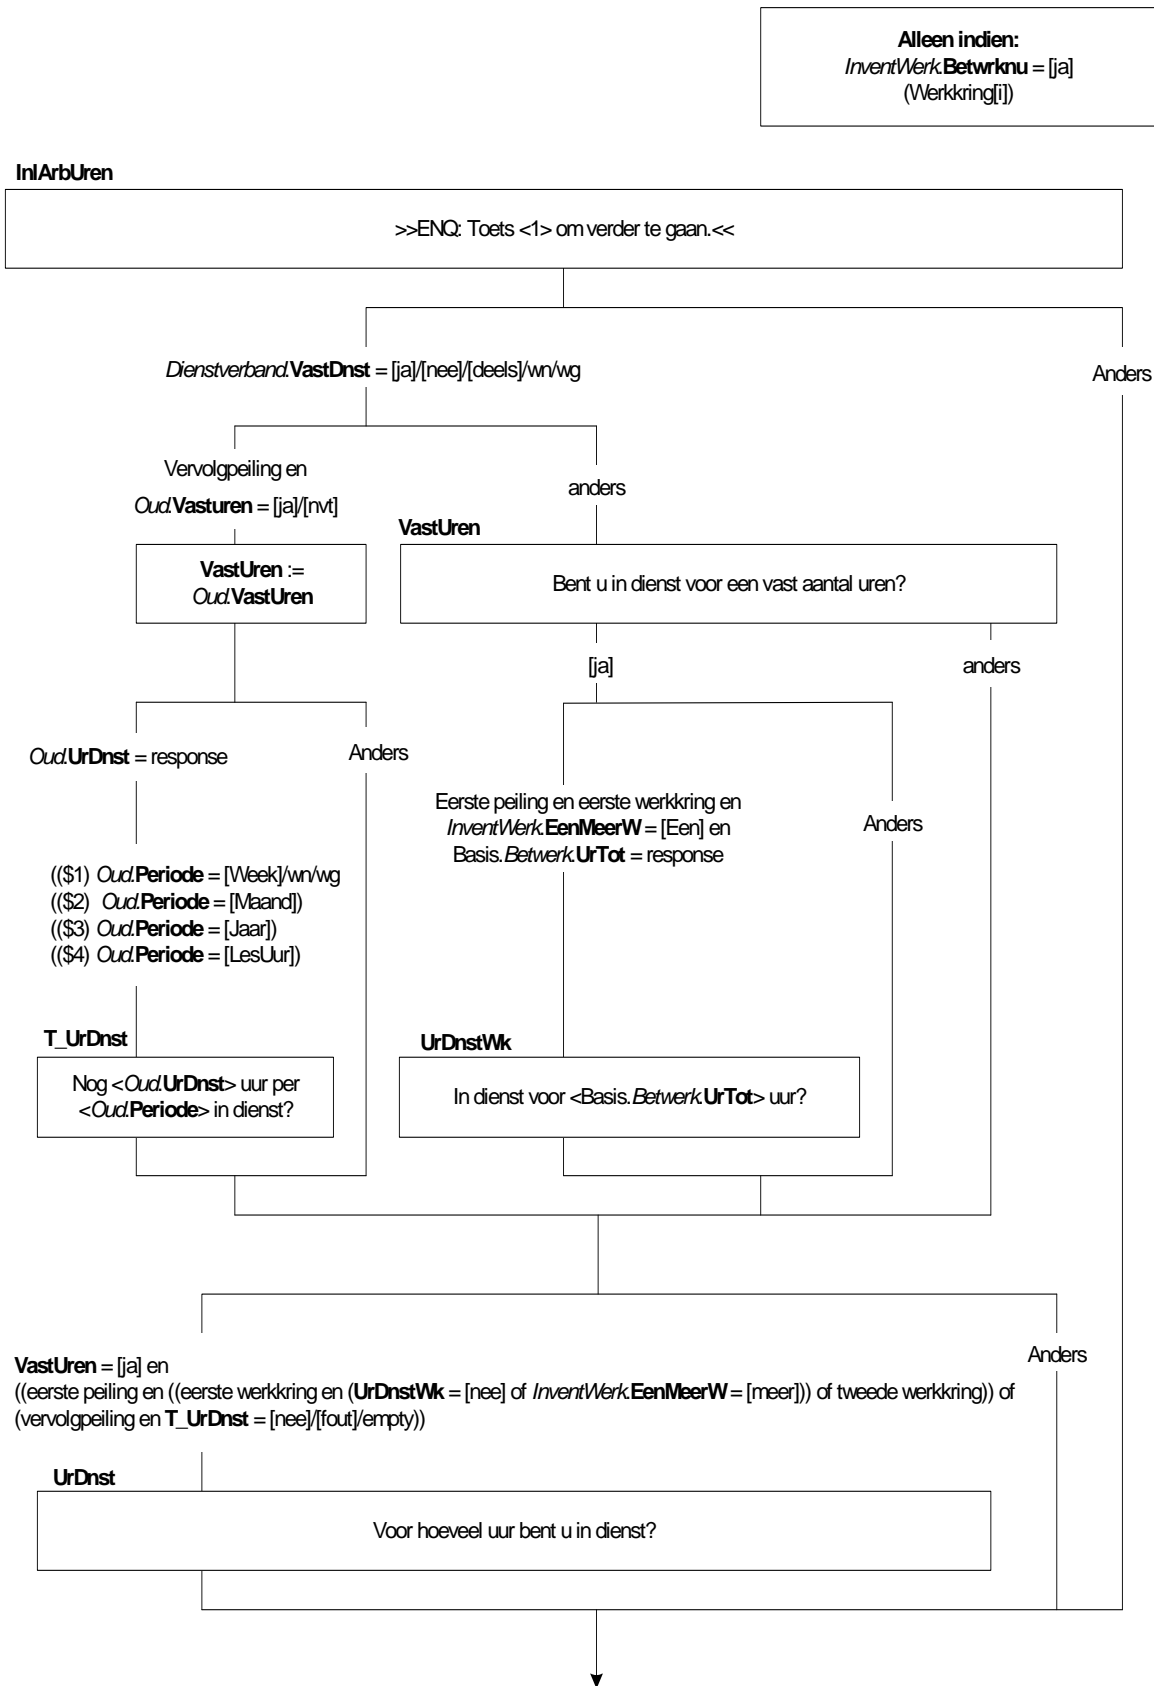 Alleen indien:
InventWerk.Betwrknu = [ja]
(Werkkring[i])
InlArbUren
>>ENQ: Toets <1> om verder te gaan.<<
Dienstverband.VastDnst = [ja]/[nee]/[deels]/wn/wg
Anders
Vervolgpeiling en
Oud.Vasturen = [ja]/[nvt]
anders
VastUren
VastUren :=
Oud.VastUren
Bent u in dienst voor een vast aantal uren?
[ja]
anders
Oud.UrDnst = response
Anders
Eerste peiling en eerste werkkring en
InventWerk.EenMeerW = [Een] en
Basis.Betwerk.UrTot = response
Anders
(($1) Oud.Periode = [Week]/wn/wg
(($2) Oud.Periode = [Maand])
(($3) Oud.Periode = [Jaar])
(($4) Oud.Periode = [LesUur])
T_UrDnst
Nog <Oud.UrDnst> uur per
<Oud.Periode> in dienst?
UrDnstWk
In dienst voor <Basis.Betwerk.UrTot> uur?
Anders
VastUren = [ja] en
((eerste peiling en ((eerste werkkring en (UrDnstWk = [nee] of InventWerk.EenMeerW = [meer])) of tweede werkkring)) of
(vervolgpeiling en T_UrDnst = [nee]/[fout]/empty))
UrDnst
Voor hoeveel uur bent u in dienst?